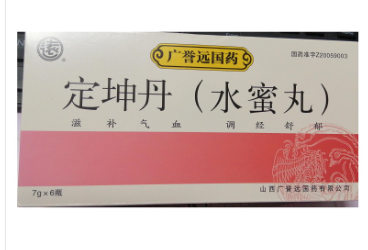 广誉远国药
国药准字Z20059003
定坤丹（水蜜丸）
滋补气血 调经舒郁
7g×6瓶
山西广誉远国药有限公司